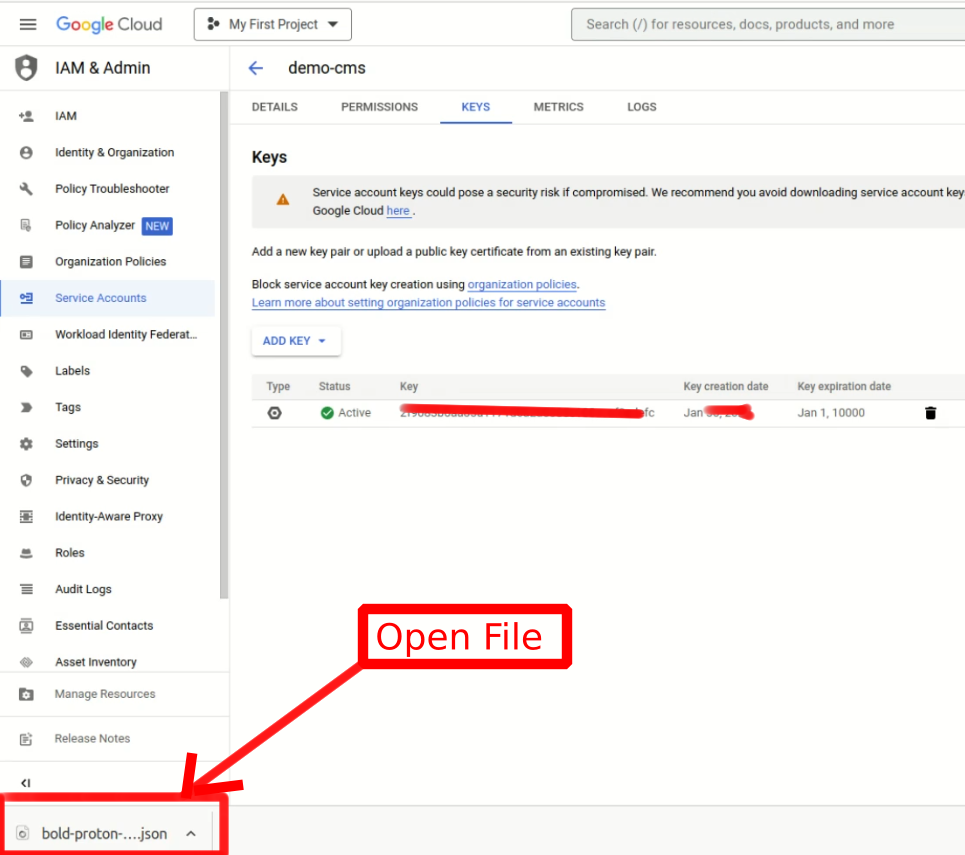 Google Cloud
My First Project
Search (/) for resources, docs, products, and more
IAM & Admin
demo-cms
DETAILS PERMISSIONS KEYS METRICS LOGS
IAM
Identity & Organization
Policy Troubleshooter
Policy Analyzer NEW
Organization Policies
Service Accounts
Workload Identity Federat...
Labels
Tags
Settings
Privacy & Security
Identity-Aware Proxy
Roles
Audit Logs
Essential Contacts
Asset Inventory
Manage Resources
Release Notes
Keys
Service account keys could pose a security risk if compromised. We recommend you avoid downloading service account key
Google Cloud here .
Add a new key pair or upload a public key certificate from an existing key pair.
Block service account key creation using organization policies.
Learn more about setting organization policies for service accounts
ADD KEY
Type Status Key Key creation date Key expiration date
Active Jan Jan 1, 10000
Open File
bold-proton-....json